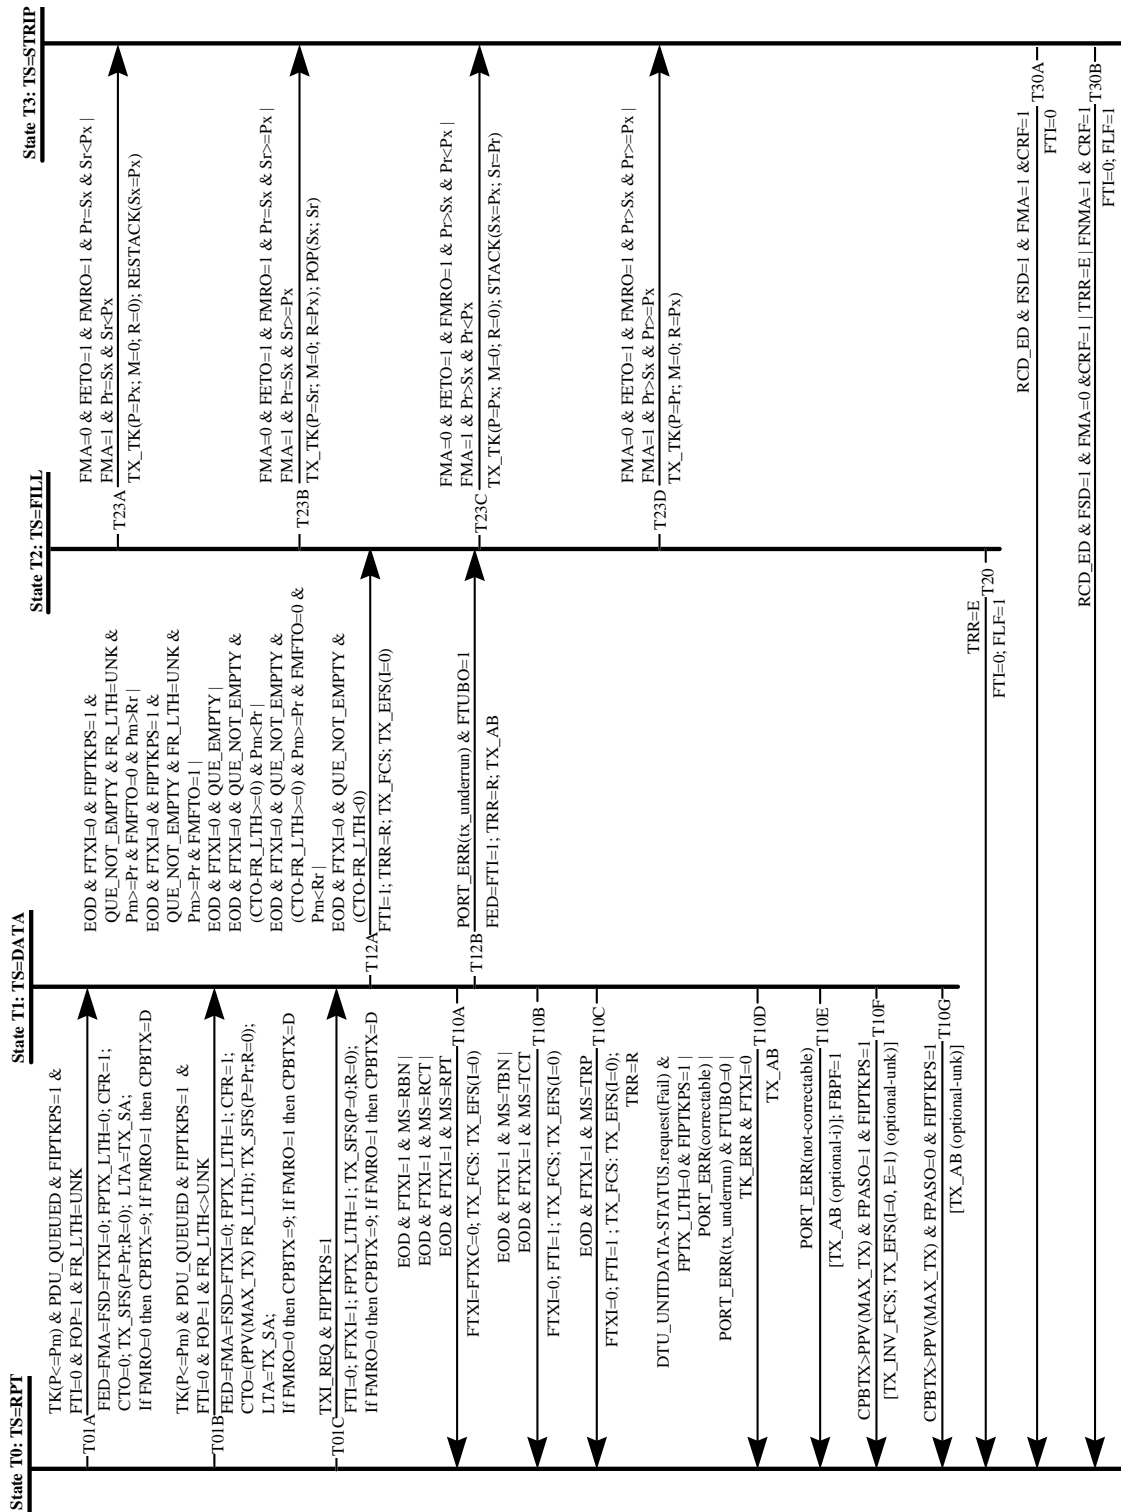 State T0: TS=RPT
State T1: TS=DATA
State T2: TS=FILL
State T3: TS=STRIP
TK(P<=Pm) & PDU_QUEUED & FIPTKPS=1 &
FTI=0 & FOP=1 & FR_LTH=UNK
T01A
FED=FMA=FSD=FTXI=0; FPTX_LTH=0; CFR=1;
CTO=0; TX_SFS(P=Pr;R=0); LTA=TX_SA;
If FMRO=0 then CPBTX=9; If FMRO=1 then CPBTX=D
TK(P<=Pm) & PDU_QUEUED & FIPTKPS=1 &
FTI=0 & FOP=1 & FR_LTH<>UNK
T01B
FED=FMA=FSD=FTXI=0; FPTX_LTH=1; CFR=1;
CTO=(PPV(MAX_TX) FR_LTH); TX_SFS(P=Pr;R=0);
LTA=TX_SA;
If FMRO=0 then CPBTX=9; If FMRO=1 then CPBTX=D
TXI_REQ & FIPTKPS=1
T01C
FTI=0; FTXI=1; FPTX_LTH=1; TX_SFS(P=0;R=0);
If FMRO=0 then CPBTX=9; If FMRO=1 then CPBTX=D
EOD & FTXI=1 & MS=RBN |
EOD & FTXI=1 & MS=RCT |
EOD & FTXI=1 & MS=RPT
T10A
FTXI=FTXC=0; TX_FCS: TX_EFS(I=0)
EOD & FTXI=1 & MS=TBN |
EOD & FTXI=1 & MS=TCT
T10B
FTXI=0; FTI=1; TX_FCS; TX_EFS(I=0)
EOD & FTXI=1 & MS=TRP
T10C
FTXI=0; FTI=1 ; TX_FCS: TX_EFS(I=0);
TRR=R
DTU_UNITDATA-STATUS.request(Fail) &
FPTX_LTH=0 & FIPTKPS=1 |
PORT_ERR(correctable) |
PORT_ERR(tx_underrun) & FTUBO=0 |
TK_ERR & FTXI=0
T10D
TX_AB
PORT_ERR(not-correctable)
T10E
[TX_AB (optional-i)]; FBPF=1
CPBTX>PPV(MAX_TX) & FPASO=1 & FIPTKPS=1
T10F
[TX_INV_FCS; TX_EFS(I=0, E=1) (optional-unk)]
CPBTX>PPV(MAX_TX) & FPASO=0 & FIPTKPS=1
T10G
[TX_AB (optional-unk)]
EOD & FTXI=0 & FIPTKPS=1 &
QUE_NOT_EMPTY & FR_LTH=UNK &
Pm>=Pr & FMFTO=0 & Pm>Rr |
EOD & FTXI=0 & FIPTKPS=1 &
QUE_NOT_EMPTY & FR_LTH=UNK &
Pm>=Pr & FMFTO=1 |
EOD & FTXI=0 & QUE_EMPTY |
EOD & FTXI=0 & QUE_NOT_EMPTY &
(CTO-FR_LTH>=0) & Pm<Pr |
EOD & FTXI=0 & QUE_NOT_EMPTY &
(CTO-FR_LTH>=0) & Pm>=Pr & FMFTO=0 &
Pm<Rr |
EOD & FTXI=0 & QUE_NOT_EMPTY &
(CTO-FR_LTH<0)
T12A
FTI=1; TRR=R; TX_FCS; TX_EFS(I=0)
PORT_ERR(tx_underrun) & FTUBO=1
T12B
FED=FTI=1; TRR=R; TX_AB
TRR=E
T20
FTI=0; FLF=1
FMA=0 & FETO=1 & FMRO=1 & Pr=Sx & Sr<Px |
FMA=1 & Pr=Sx & Sr<Px
T23A
TX_TK(P=Px; M=0; R=0); RESTACK(Sx=Px)
FMA=0 & FETO=1 & FMRO=1 & Pr=Sx & Sr>=Px |
FMA=1 & Pr=Sx & Sr>=Px
T23B
TX_TK(P=Sr; M=0; R=Px); POP(Sx; Sr)
FMA=0 & FETO=1 & FMRO=1 & Pr>Sx & Pr<Px |
FMA=1 & Pr>Sx & Pr<Px
T23C
TX_TK(P=Px; M=0; R=0); STACK(Sx=Px; Sr=Pr)
FMA=0 & FETO=1 & FMRO=1 & Pr>Sx & Pr>=Px |
FMA=1 & Pr>Sx & Pr>=Px
T23D
TX_TK(P=Pr; M=0; R=Px)
RCD_ED & FSD=1 & FMA=1 &CRF=1
T30A
FTI=0
RCD_ED & FSD=1 & FMA=0 &CRF=1 | TRR=E | FNMA=1 & CRF=1
T30B
FTI=0; FLF=1